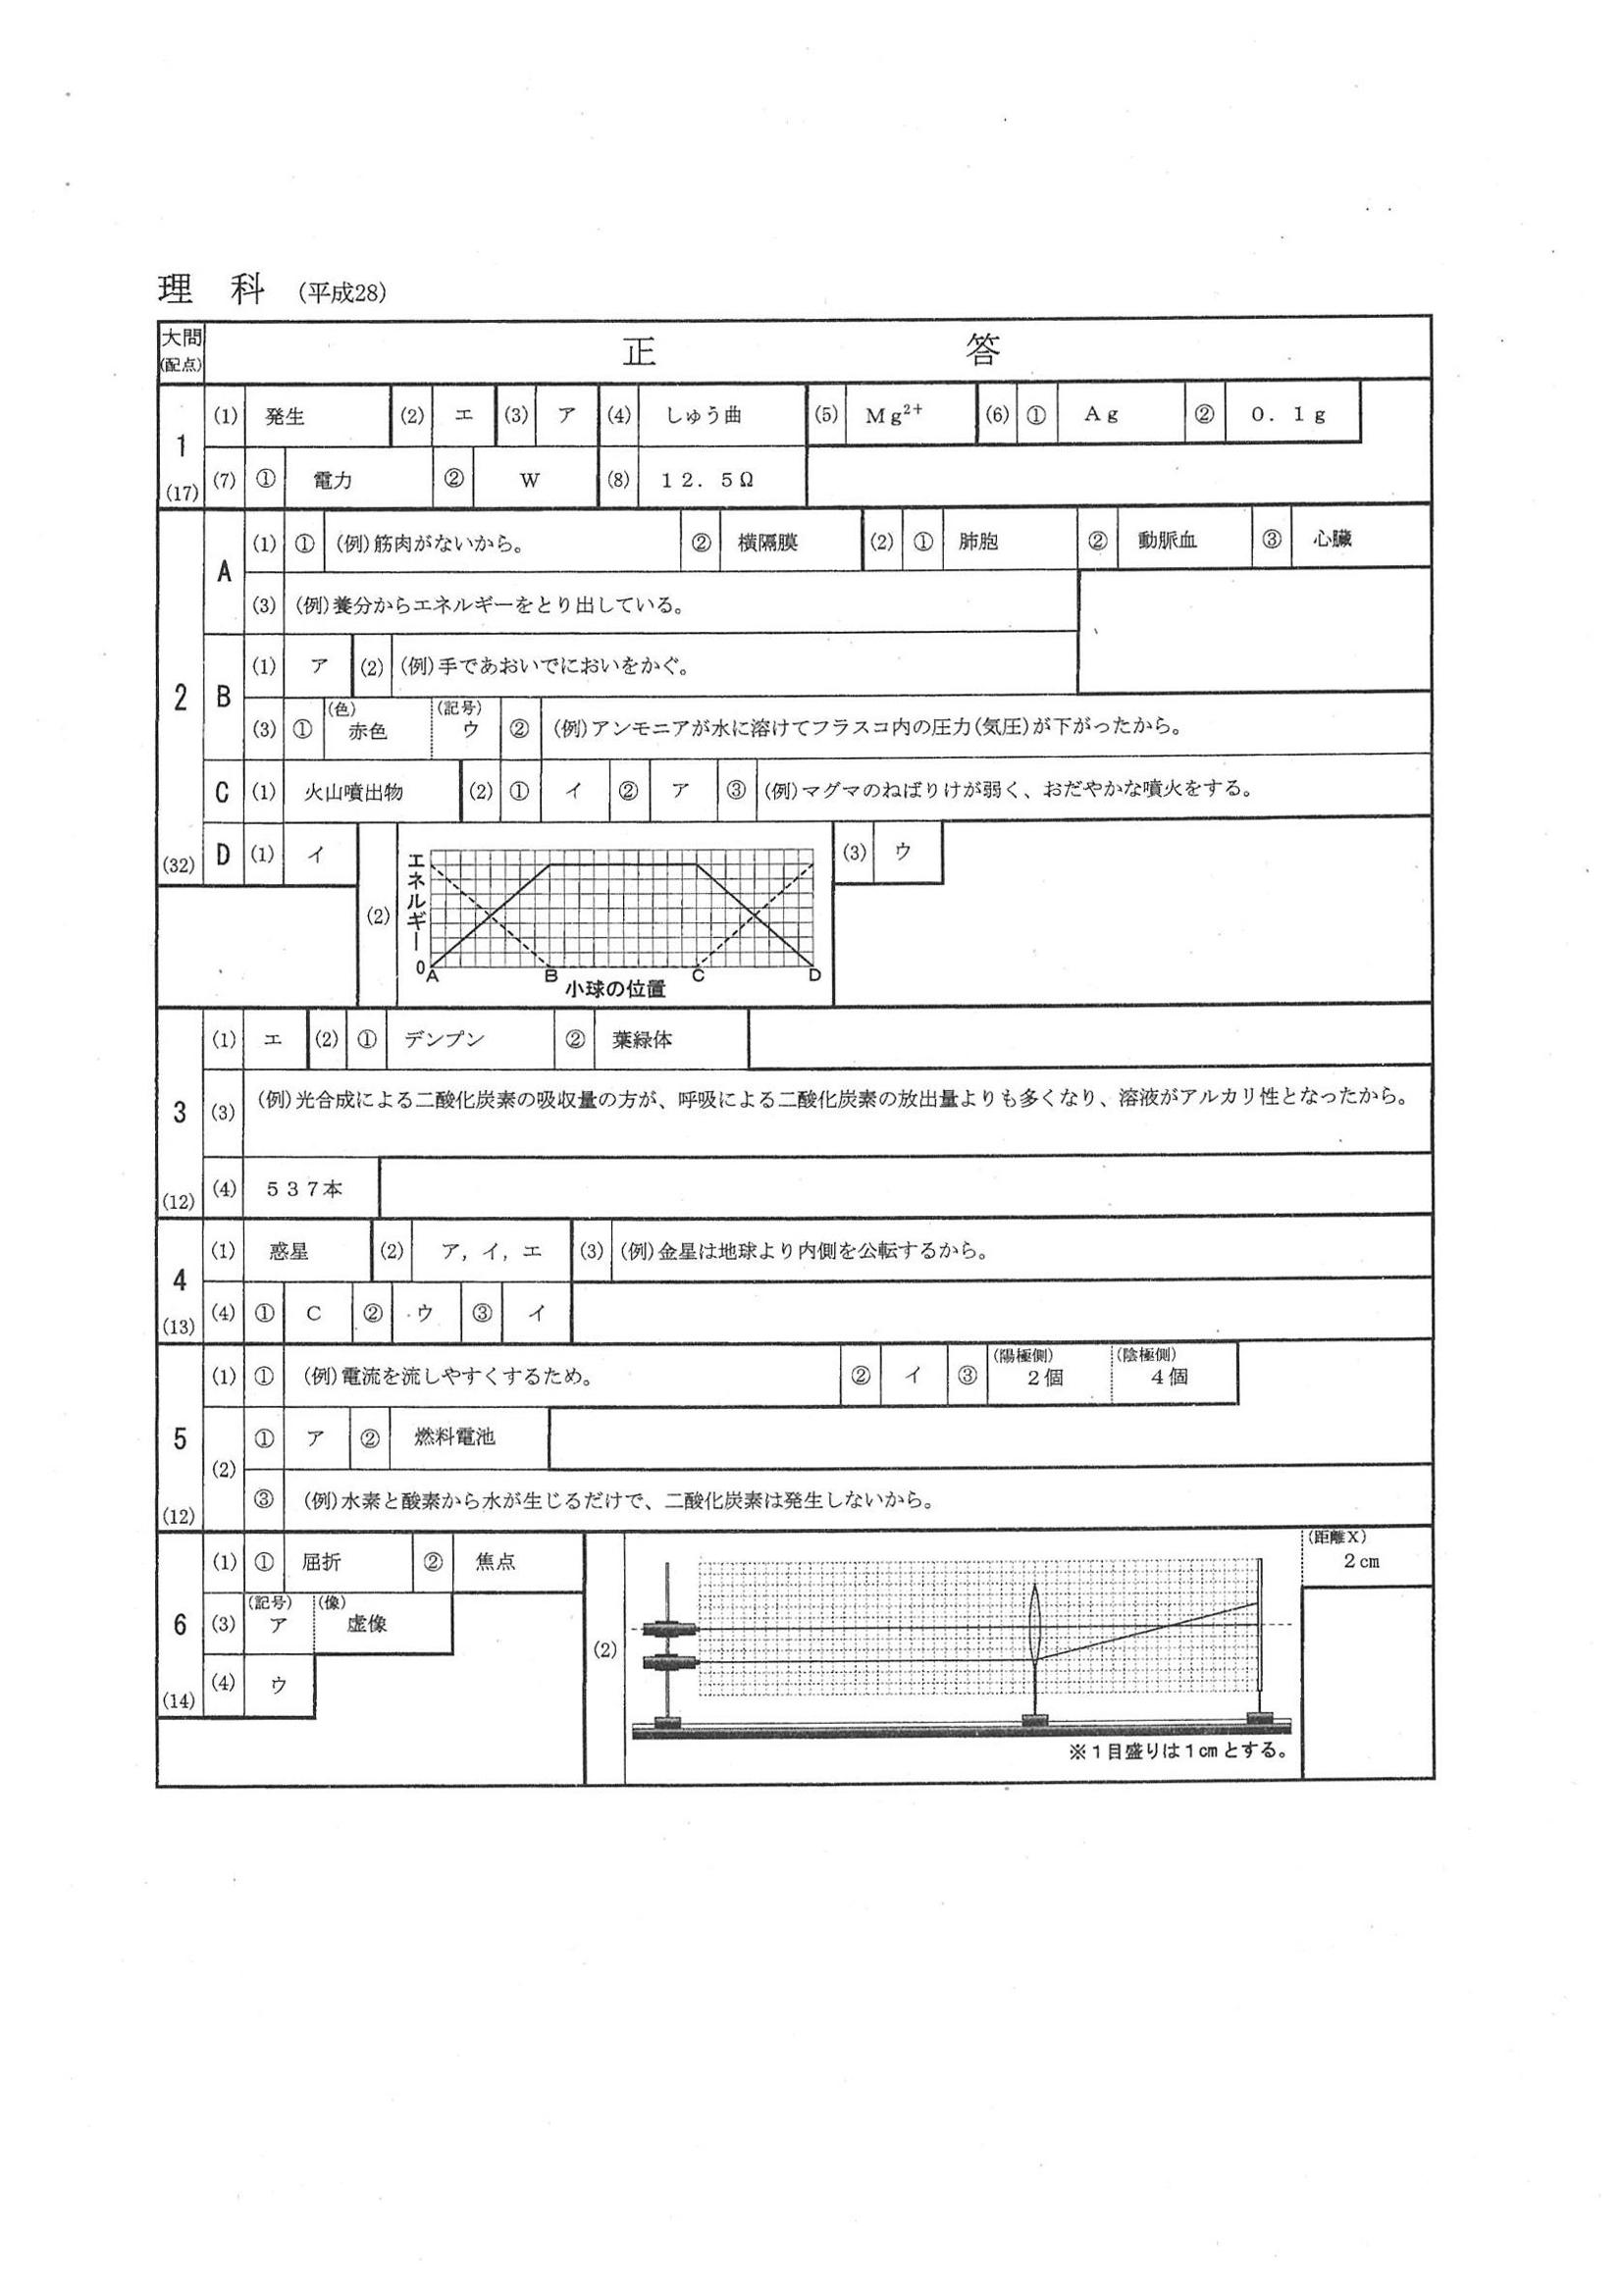 理　科　（平成28）
大問
(配点)
正　答
1
(17)
(1) 発生 (2) エ (3) ア (4) しゅう曲 (5) Mg²⁺ (6) ① Ag ② 0．1g
(7) ① 電力 ② W (8) 12．5Ω
2
(32)
A
(1) ① (例)筋肉がないから。 ② 横隔膜 (2) ① 肺胞 ② 動脈血 ③ 心臓
(3) (例)養分からエネルギーをとり出している。
B
(1) ア (2) (例)手であおいでにおいをかぐ。
(3) ① (色) 赤色 (記号) ウ ② (例)アンモニアが水に溶けてフラスコ内の圧力(気圧)が下がったから。
C (1) 火山噴出物 (2) ① イ ② ア ③ (例)マグマのねばりけが弱く、おだやかな噴火をする。
D (1) イ (2) (3) ウ
エネルギー
0
A B C D
小球の位置
3
(12)
(1) エ (2) ① デンプン ② 葉緑体
(3) (例)光合成による二酸化炭素の吸収量の方が、呼吸による二酸化炭素の放出量よりも多くなり、溶液がアルカリ性となったから。
(4) 537本
4
(13)
(1) 惑星 (2) ア，イ，エ (3) (例)金星は地球より内側を公転するから。
(4) ① C ② ウ ③ イ
5
(12)
(1) ① (例)電流を流しやすくするため。 ② イ ③ (陽極側) 2個 (陰極側) 4個
(2) ① ア ② 燃料電池
③ (例)水素と酸素から水が生じるだけで、二酸化炭素は発生しないから。
6
(14)
(1) ① 屈折 ② 焦点
(3) (記号) ア (像) 虚像
(4) ウ
(2)
(距離X)
2cm
※1目盛りは1cmとする。